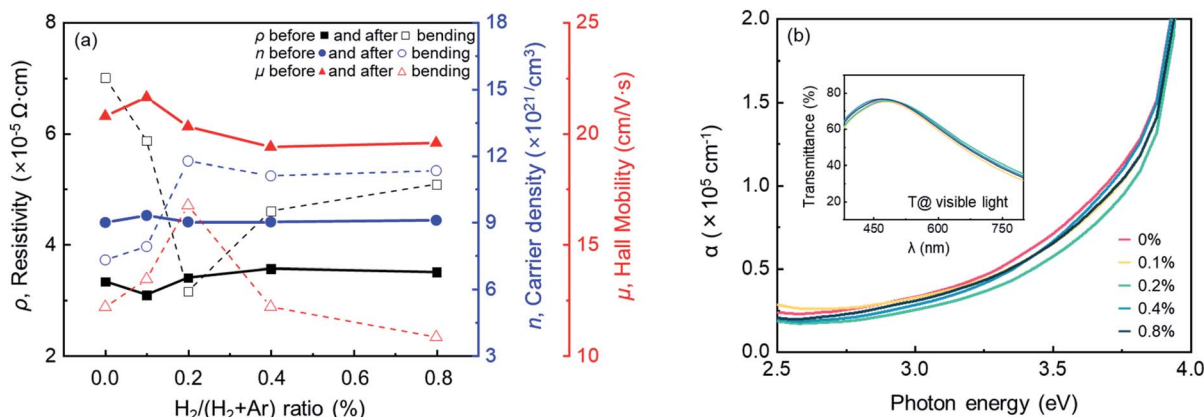 (a)
ρ before ■ and after □ bending
n before ● and after ○ bending
μ before ▲ and after △ bending
8
6
4
2
ρ, Resistivity (×10⁻⁵ Ω·cm)
0.0 0.2 0.4 0.6 0.8
H₂/(H₂+Ar) ratio (%)
18
15
12
9
6
3
n, Carrier density (×10²¹/cm³)
25
20
15
10
μ, Hall Mobility (cm/V·s)
(b)
2.0
1.5
1.0
0.5
0.0
α (×10⁵ cm⁻¹)
2.5 3.0 3.5 4.0
Photon energy (eV)
80
60
40
20
Transmittance (%)
T@ visible light
450 600 750
λ (nm)
0%
0.1%
0.2%
0.4%
0.8%